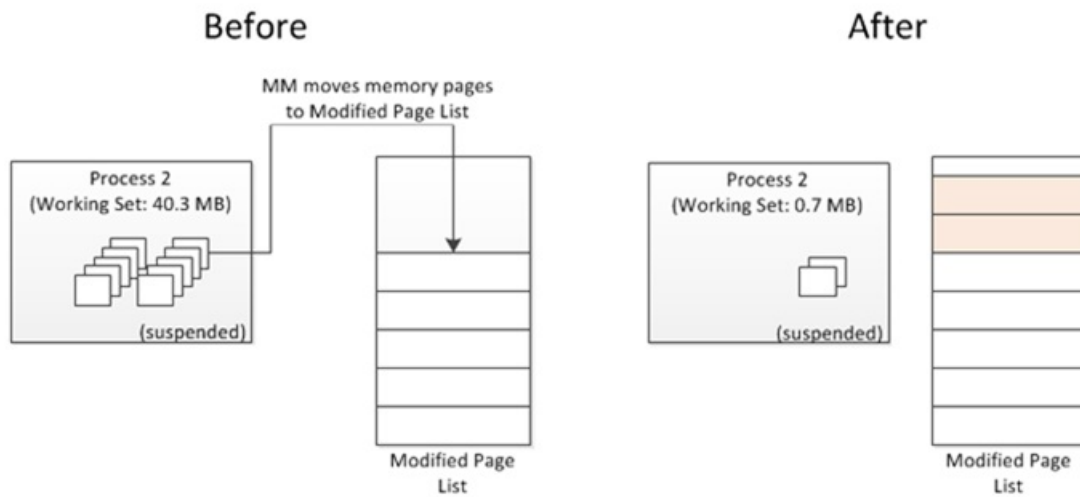 Before
After
MM moves memory pages
to Modified Page List
Process 2
(Working Set: 40.3 MB)
(suspended)
Modified Page
List
Process 2
(Working Set: 0.7 MB)
(suspended)
Modified Page
List